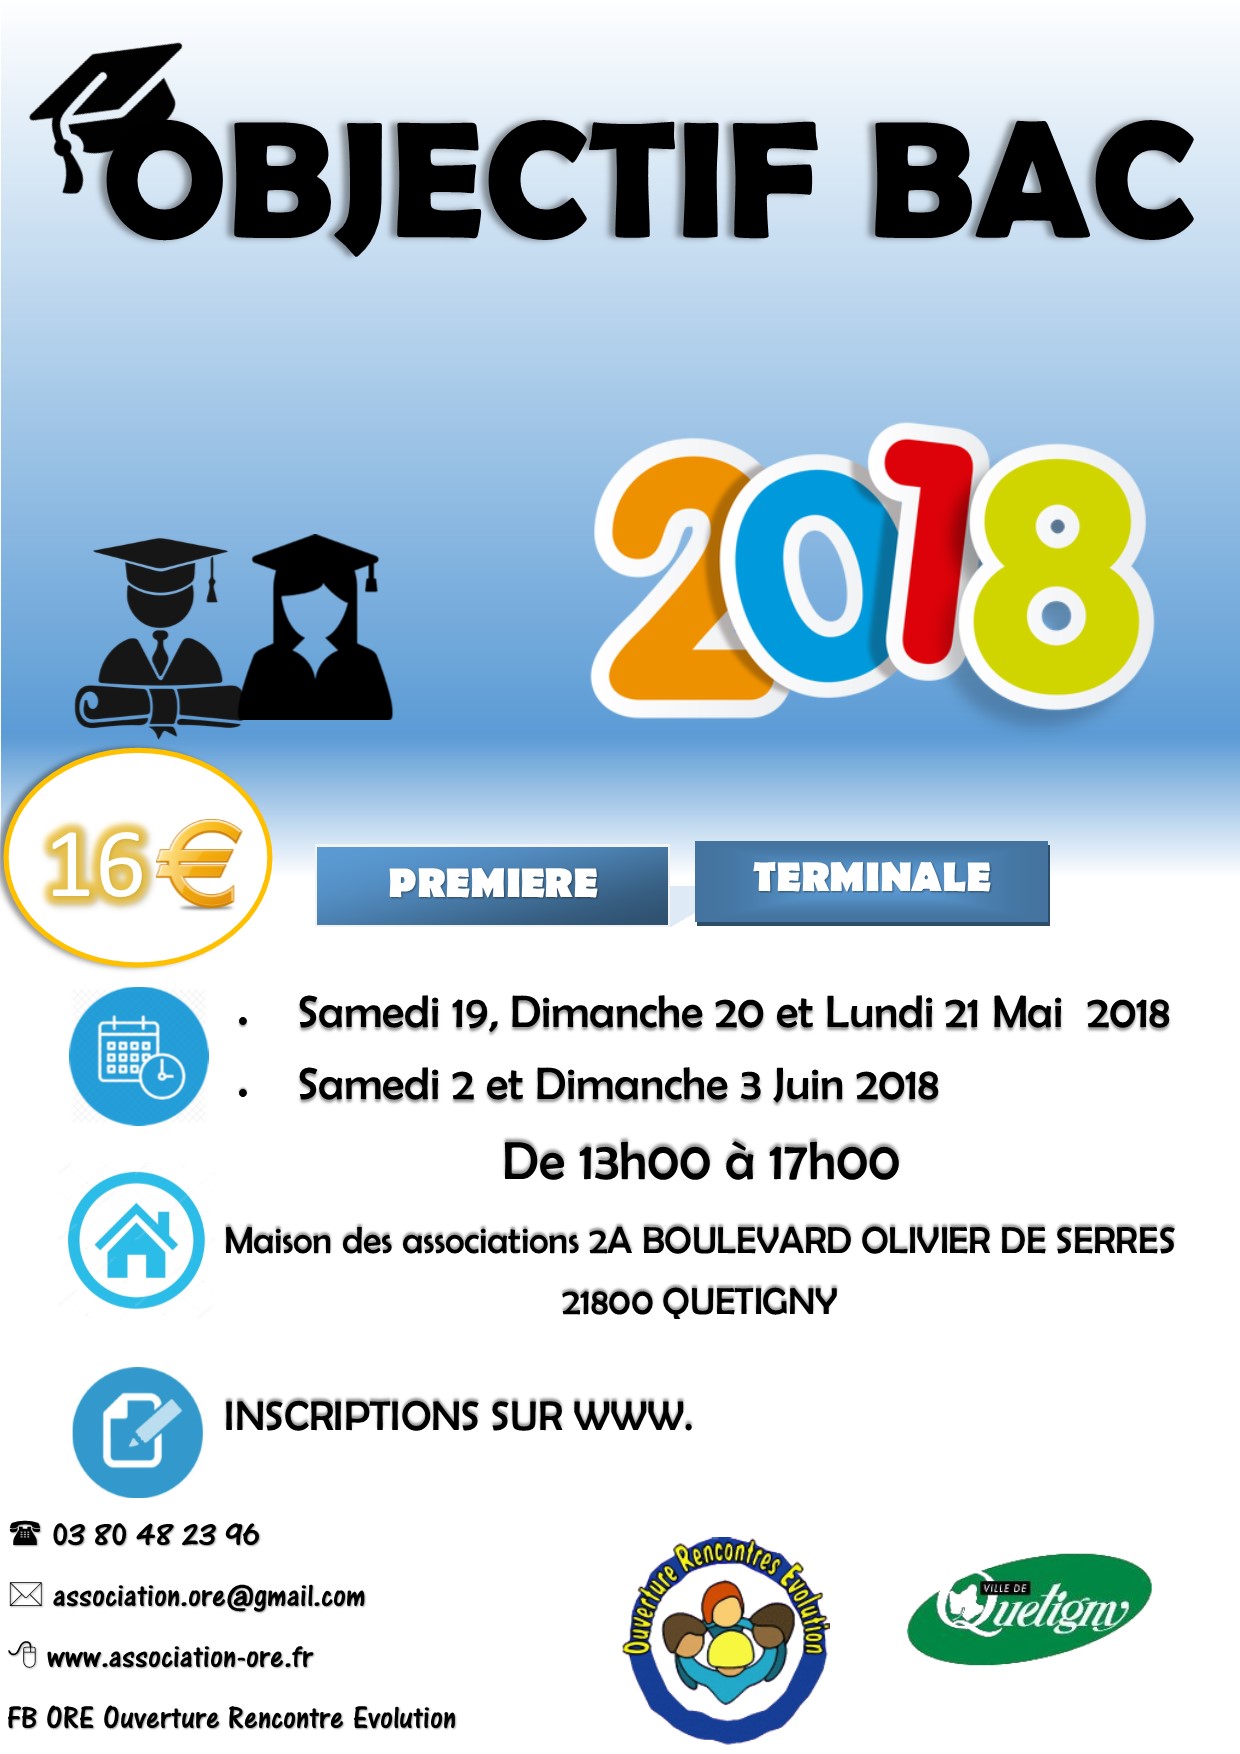 OBJECTIF BAC
2018
16€
PREMIERE
TERMINALE
• Samedi 19, Dimanche 20 et Lundi 21 Mai 2018
• Samedi 2 et Dimanche 3 Juin 2018
De 13h00 à 17h00
Maison des associations 2A BOULEVARD OLIVIER DE SERRES
21800 QUETIGNY
INSCRIPTIONS SUR WWW.
03 80 48 23 96
association.ore@gmail.com
www.association-ore.fr
FB ORE Ouverture Rencontre Evolution
Ouverture Rencontres Evolution
VILLE DE
Quetigny